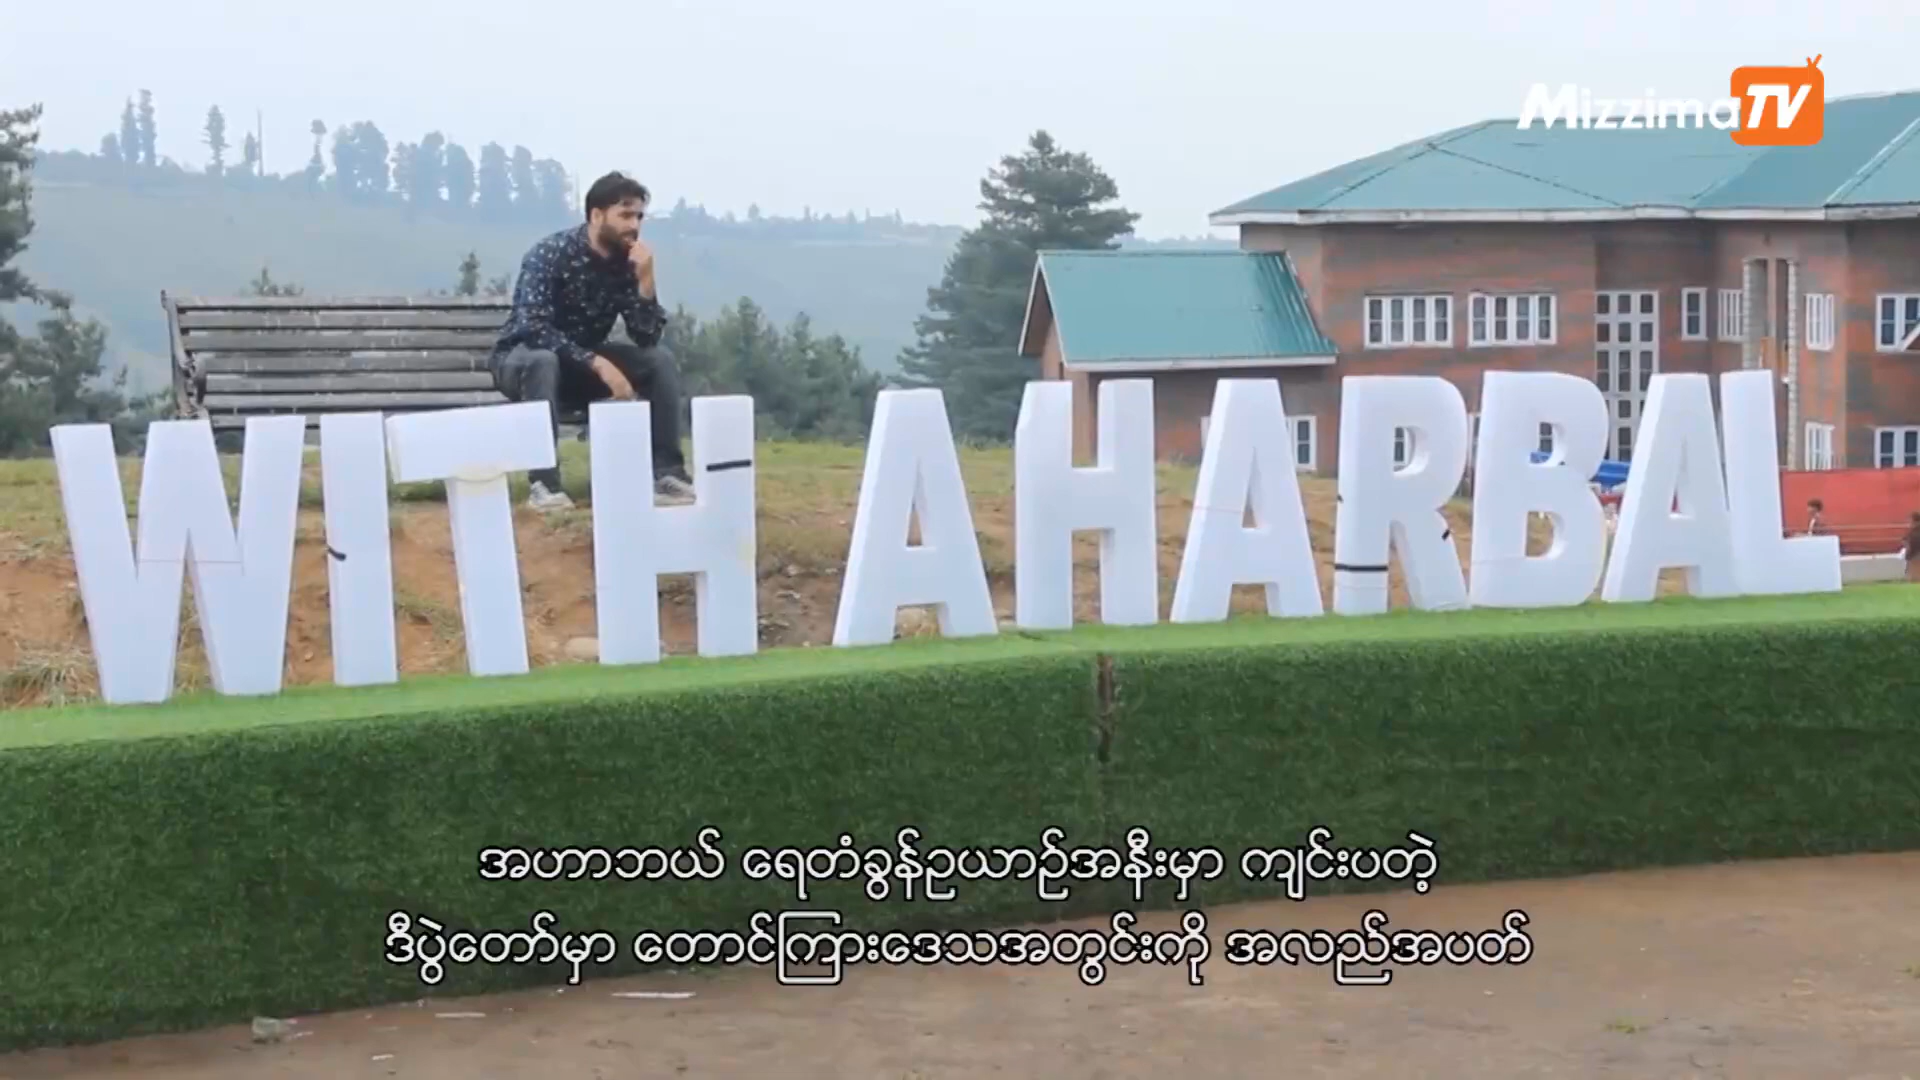 Mizzima TV
WITH AHARBAL
အဟာဘယ် ရေတံခွန်ဥယာဉ်အနီးမှာ ကျင်းပတဲ့
ဒီပွဲတော်မှာ တောင်ကြားဒေသအတွင်းကို အလည်အပတ်